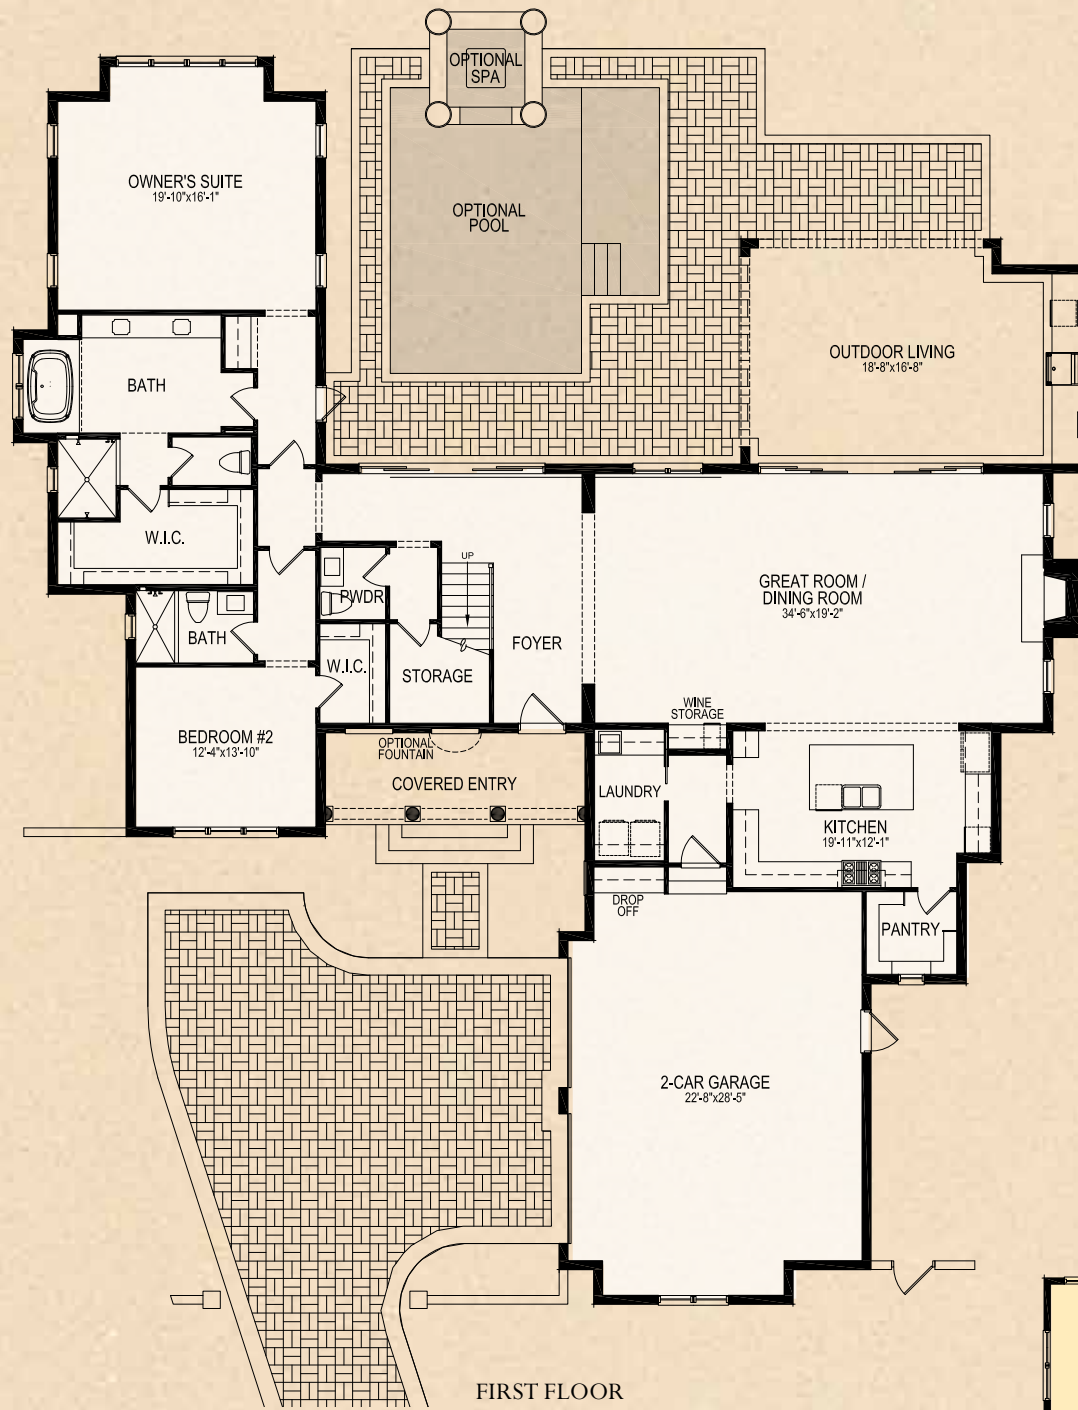 OPTIONAL
SPA
OWNER'S SUITE
19'-10"x16'-1"
OPTIONAL
POOL
OUTDOOR LIVING
18'-8"x16'-8"
BATH
W.I.C.
UP
PWDR
GREAT ROOM /
DINING ROOM
34'-6"x19'-2"
BATH
FOYER
W.I.C.
STORAGE
WINE
STORAGE
BEDROOM #2
12'-4"x13'-10"
OPTIONAL
FOUNTAIN
COVERED ENTRY
LAUNDRY
KITCHEN
19'-11"x12'-1"
DROP
OFF
PANTRY
2-CAR GARAGE
22'-8"x28'-5"
FIRST FLOOR